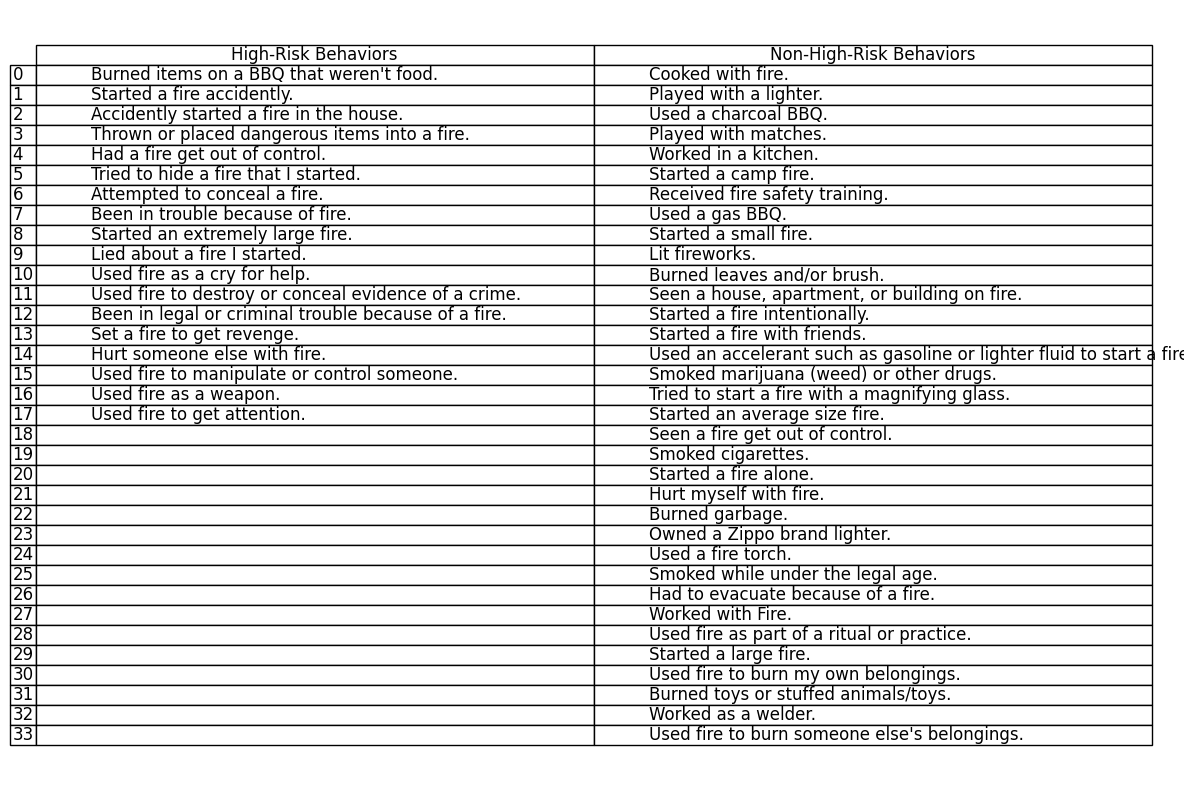 High-Risk Behaviors Non-High-Risk Behaviors
0 Burned items on a BBQ that weren't food. Cooked with fire.
1 Started a fire accidently. Played with a lighter.
2 Accidently started a fire in the house. Used a charcoal BBQ.
3 Thrown or placed dangerous items into a fire. Played with matches.
4 Had a fire get out of control. Worked in a kitchen.
5 Tried to hide a fire that I started. Started a camp fire.
6 Attempted to conceal a fire. Received fire safety training.
7 Been in trouble because of fire. Used a gas BBQ.
8 Started an extremely large fire. Started a small fire.
9 Lied about a fire I started. Lit fireworks.
10 Used fire as a cry for help. Burned leaves and/or brush.
11 Used fire to destroy or conceal evidence of a crime. Seen a house, apartment, or building on fire.
12 Been in legal or criminal trouble because of a fire. Started a fire intentionally.
13 Set a fire to get revenge. Started a fire with friends.
14 Hurt someone else with fire. Used an accelerant such as gasoline or lighter fluid to start a fire
15 Used fire to manipulate or control someone. Smoked marijuana (weed) or other drugs.
16 Used fire as a weapon. Tried to start a fire with a magnifying glass.
17 Used fire to get attention. Started an average size fire.
18 Seen a fire get out of control.
19 Smoked cigarettes.
20 Started a fire alone.
21 Hurt myself with fire.
22 Burned garbage.
23 Owned a Zippo brand lighter.
24 Used a fire torch.
25 Smoked while under the legal age.
26 Had to evacuate because of a fire.
27 Worked with Fire.
28 Used fire as part of a ritual or practice.
29 Started a large fire.
30 Used fire to burn my own belongings.
31 Burned toys or stuffed animals/toys.
32 Worked as a welder.
33 Used fire to burn someone else's belongings.